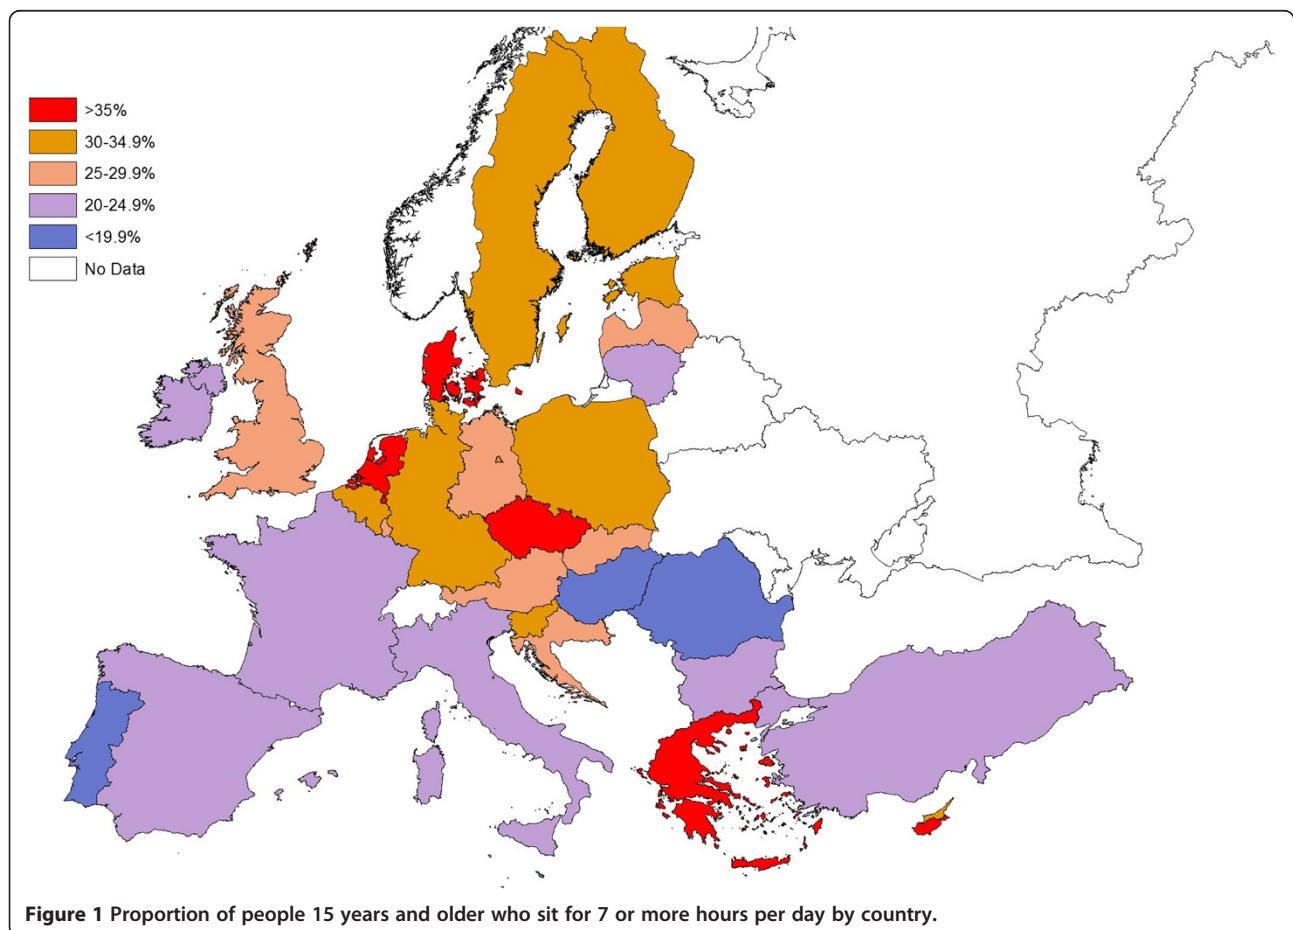 >35%
30-34.9%
25-29.9%
20-24.9%
<19.9%
No Data
Figure 1 Proportion of people 15 years and older who sit for 7 or more hours per day by country.